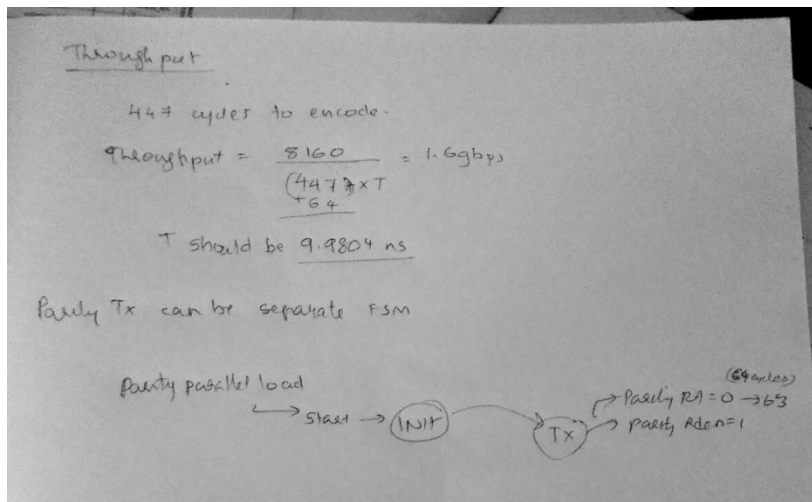 Throughput
447 cycles to encode.
Throughput = 8160 / (447 + 64) × T = 1.6gbps
T should be 9.9804 ns
Parity Tx can be separate FSM
parity parallel load
→ Start → INIT → Tx
(64 cycles)
→ Parity RA = 0 → 63
→ parity Rden = 1